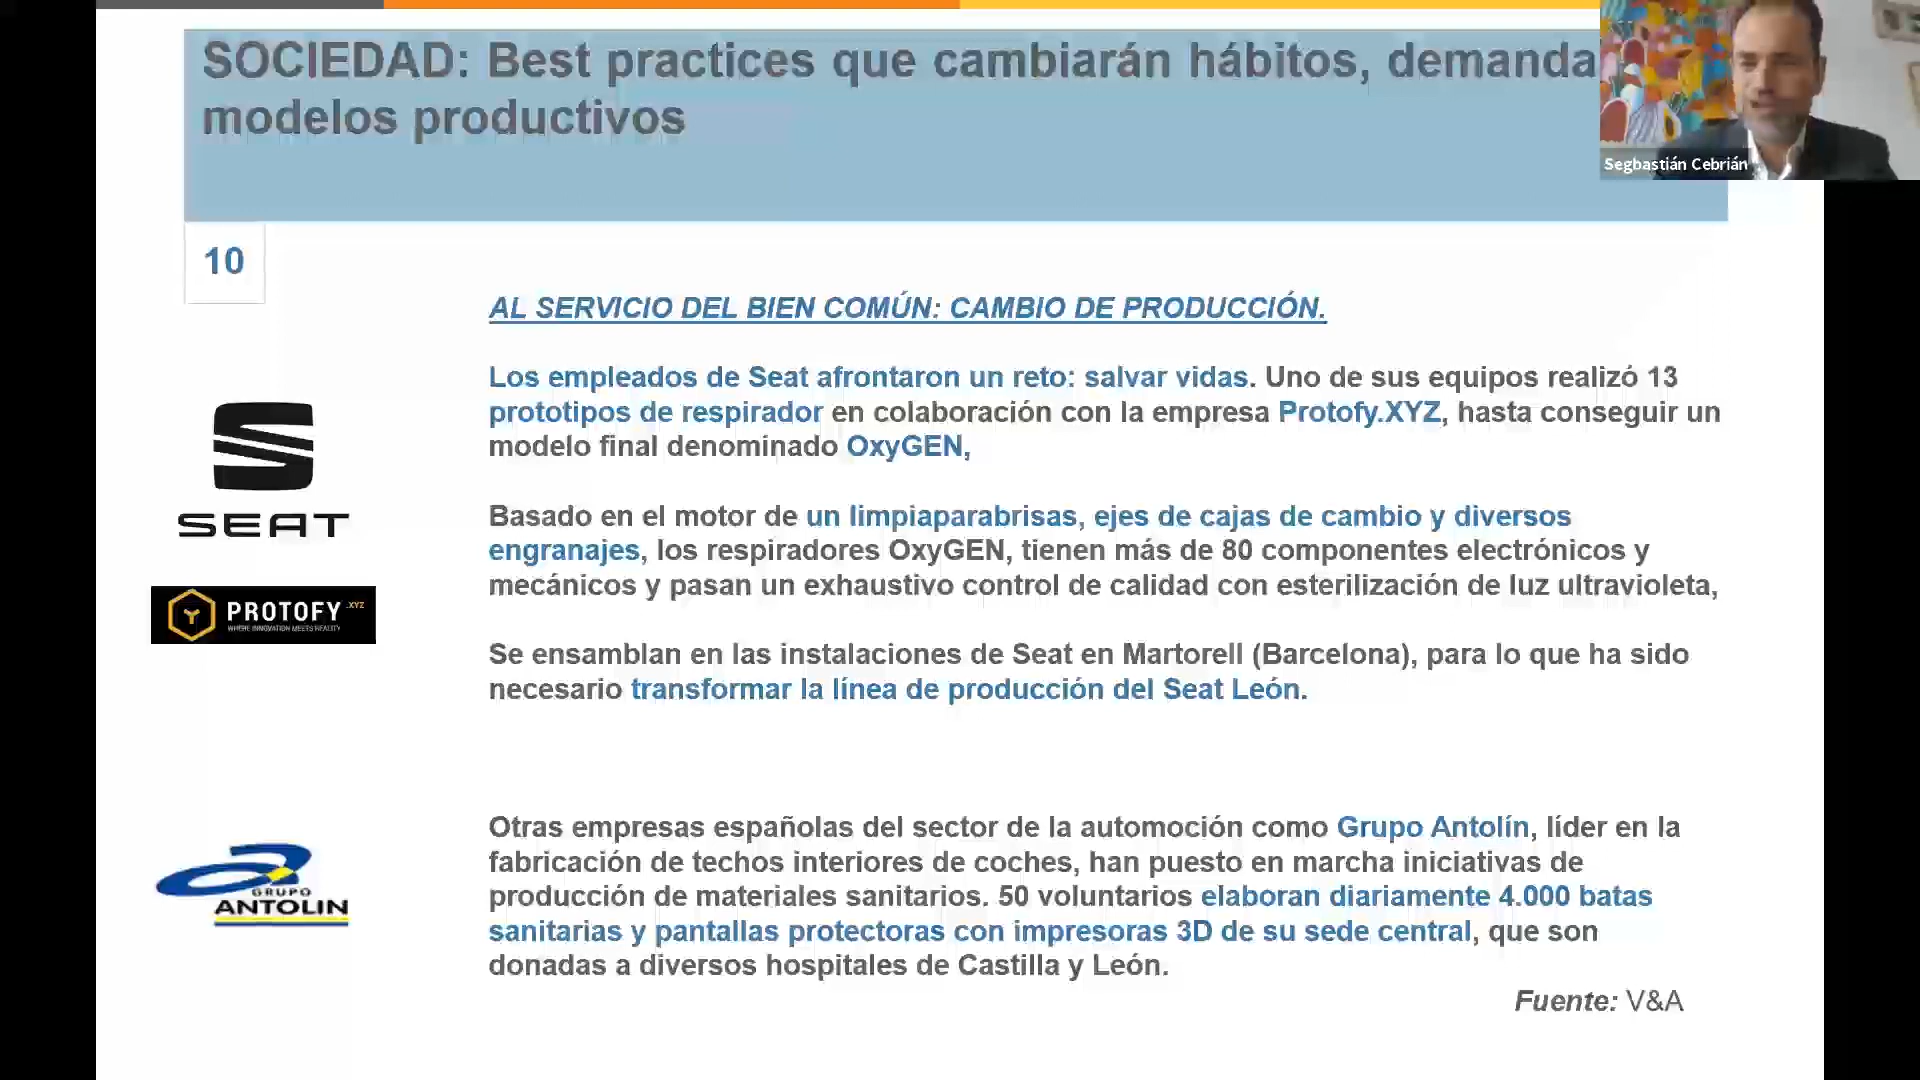 SOCIEDAD: Best practices que cambiarán hábitos, demanda
modelos productivos
Segbastián Cebrián
10
AL SERVICIO DEL BIEN COMÚN: CAMBIO DE PRODUCCIÓN.
Los empleados de Seat afrontaron un reto: salvar vidas. Uno de sus equipos realizó 13
prototipos de respirador en colaboración con la empresa Protofy.XYZ, hasta conseguir un
modelo final denominado OxyGEN,
SEAT
Basado en el motor de un limpiaparabrisas, ejes de cajas de cambio y diversos
engranajes, los respiradores OxyGEN, tienen más de 80 componentes electrónicos y
mecánicos y pasan un exhaustivo control de calidad con esterilización de luz ultravioleta,
PROTOFY .XYZ
WHERE INNOVATION MEETS REALITY
Se ensamblan en las instalaciones de Seat en Martorell (Barcelona), para lo que ha sido
necesario transformar la línea de producción del Seat León.
GRUPO
ANTOLIN
Otras empresas españolas del sector de la automoción como Grupo Antolín, líder en la
fabricación de techos interiores de coches, han puesto en marcha iniciativas de
producción de materiales sanitarios. 50 voluntarios elaboran diariamente 4.000 batas
sanitarias y pantallas protectoras con impresoras 3D de su sede central, que son
donadas a diversos hospitales de Castilla y León.
Fuente: V&A